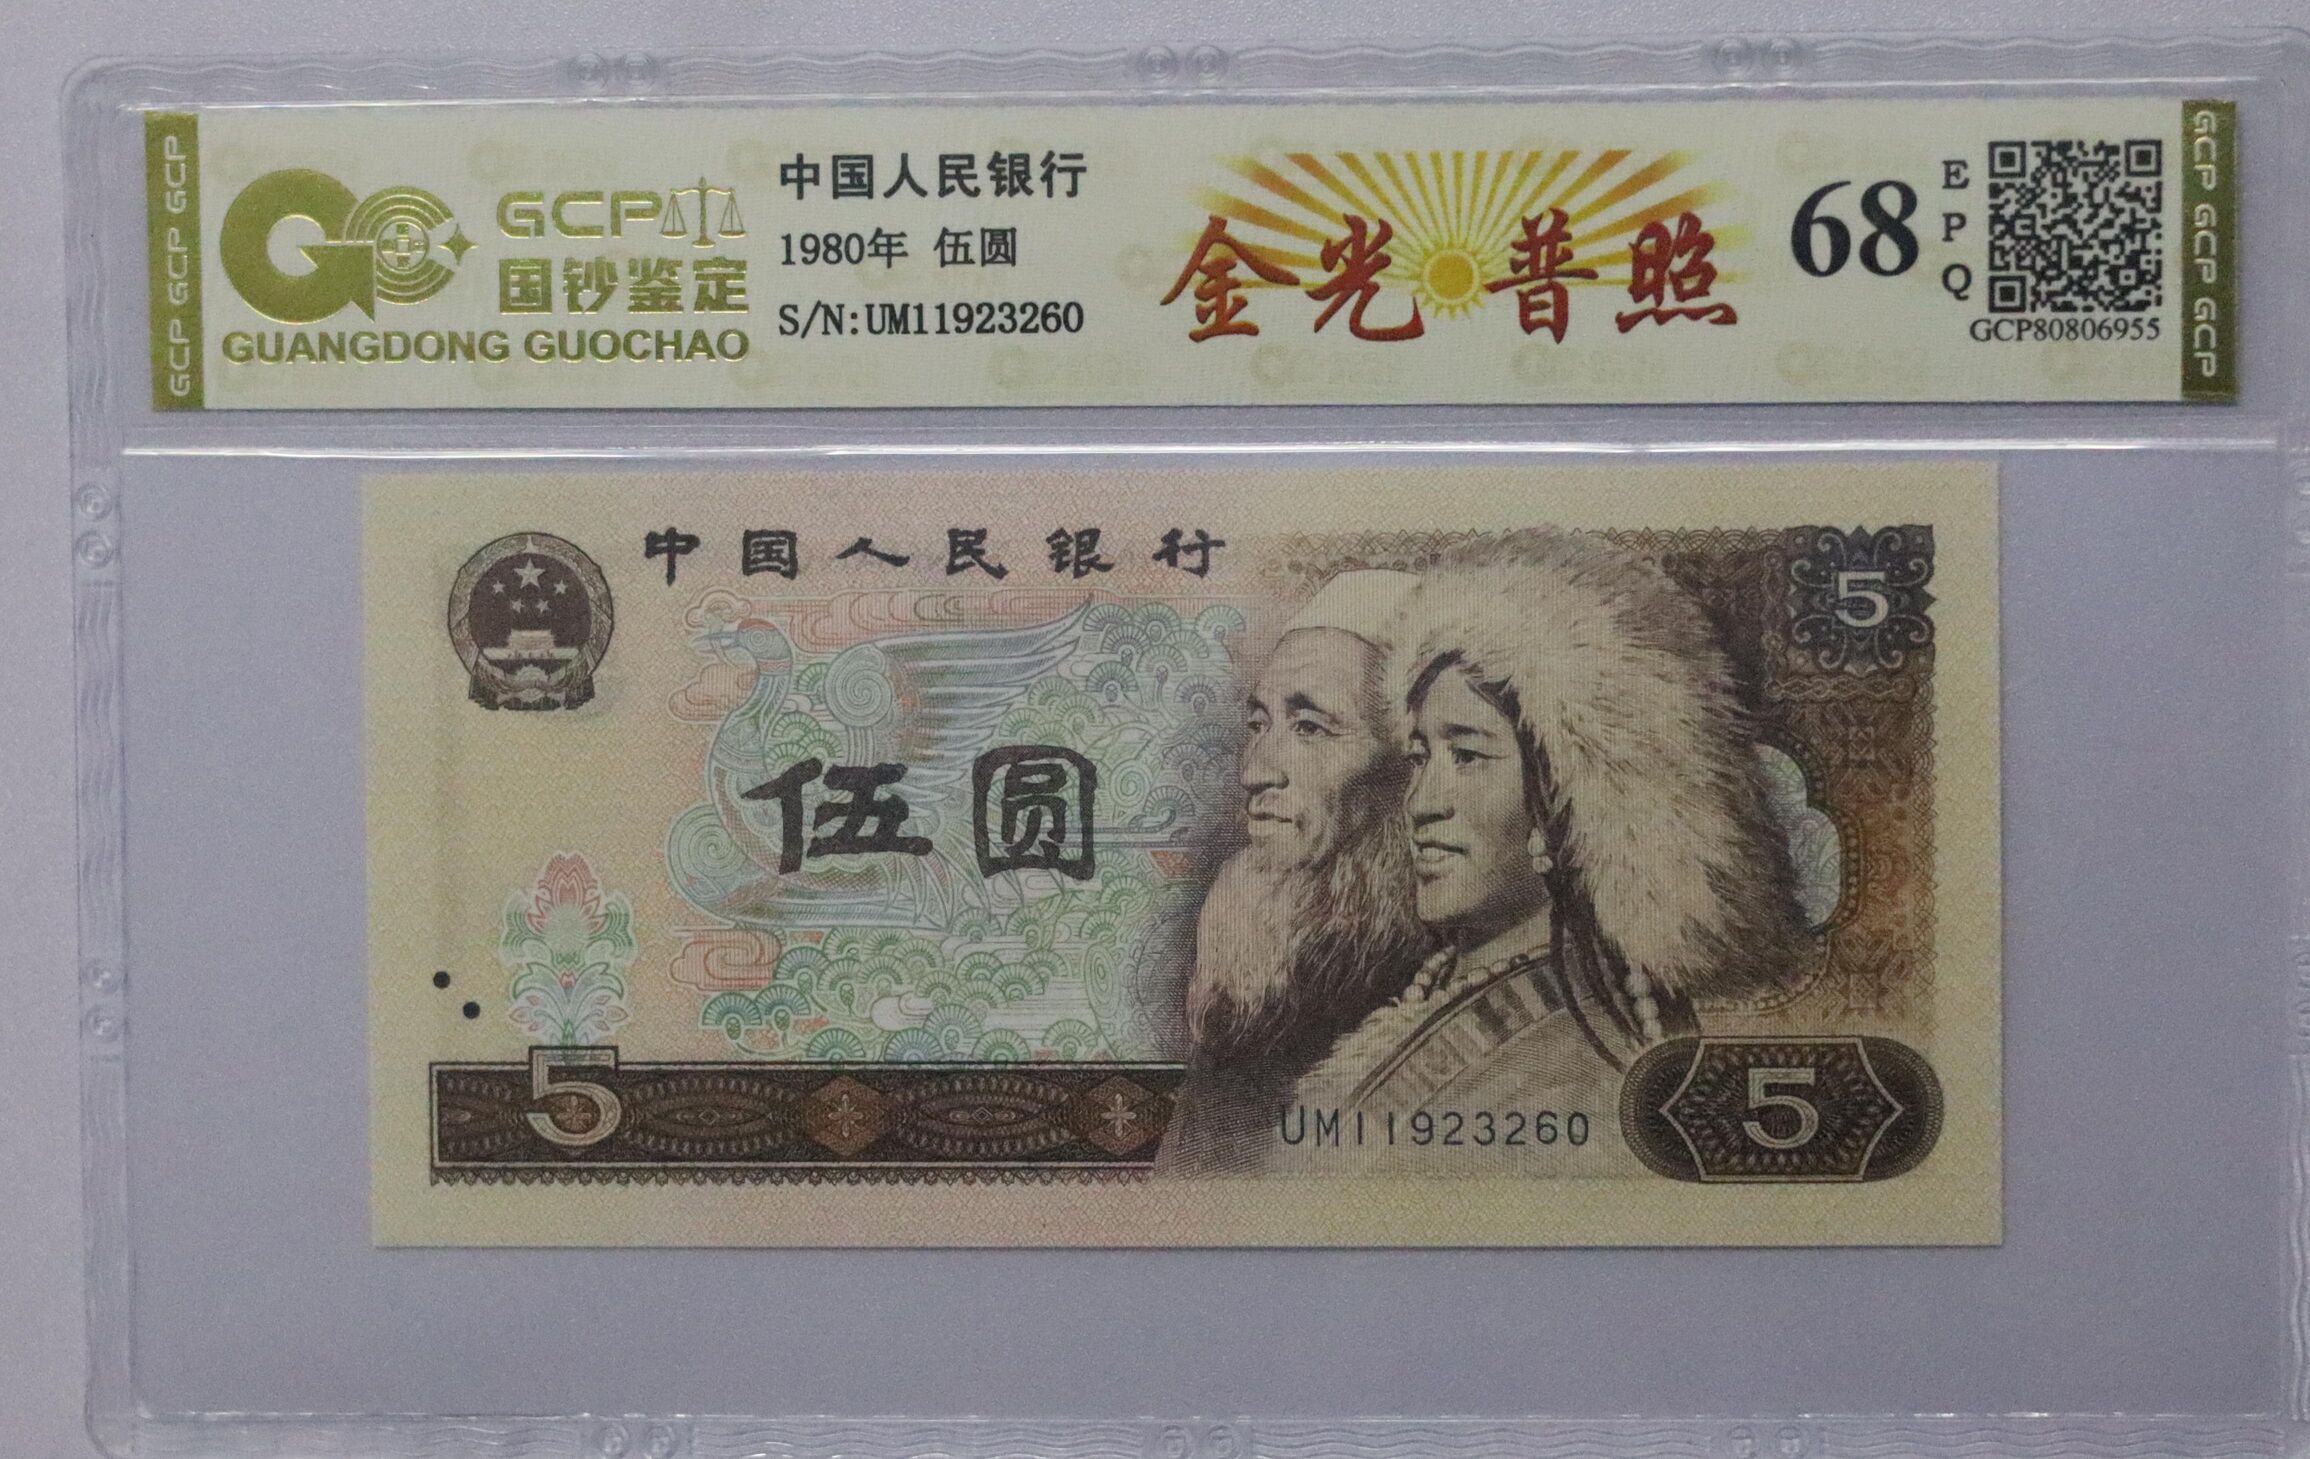 GCP GCP GCP
GCP
国钞鉴定
GUANGDONG GUOCHAO
中国人民银行
1980年 伍圆
S/N:UM11923260
金光普照
68
EPQ
GCP80806955
GCP GCP GCP
中国人民银行
5
伍圆
5
UM11923260
5